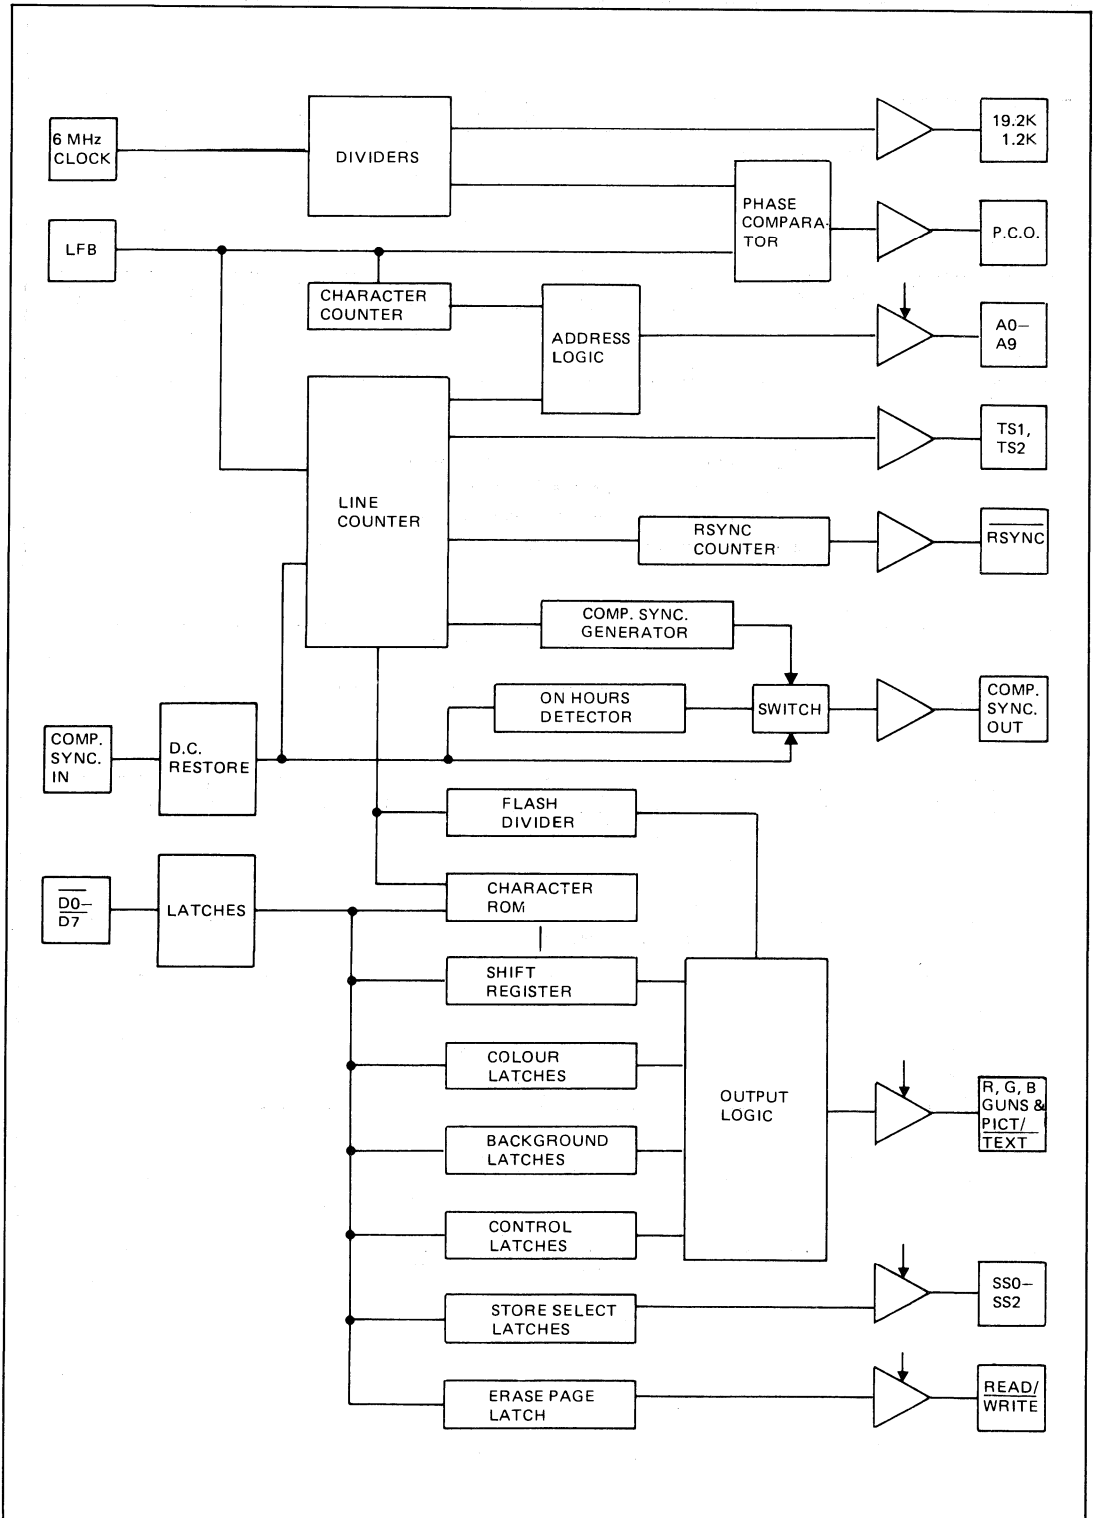 6 MHz
CLOCK
DIVIDERS
19.2K
1.2K
LFB
PHASE
COMPARA-
TOR
P.C.O.
CHARACTER
COUNTER
ADDRESS
LOGIC
A0–
A9
LINE
COUNTER
TS1,
TS2
RSYNC
COUNTER
RSYNC
COMP. SYNC.
GENERATOR
ON HOURS
DETECTOR
SWITCH
COMP.
SYNC.
OUT
COMP.
SYNC.
IN
D.C.
RESTORE
FLASH
DIVIDER
D0–
D7
LATCHES
CHARACTER
ROM
SHIFT
REGISTER
COLOUR
LATCHES
BACKGROUND
LATCHES
CONTROL
LATCHES
OUTPUT
LOGIC
R, G, B
GUNS &
PICT/
TEXT
STORE SELECT
LATCHES
SS0–
SS2
ERASE PAGE
LATCH
READ/
WRITE